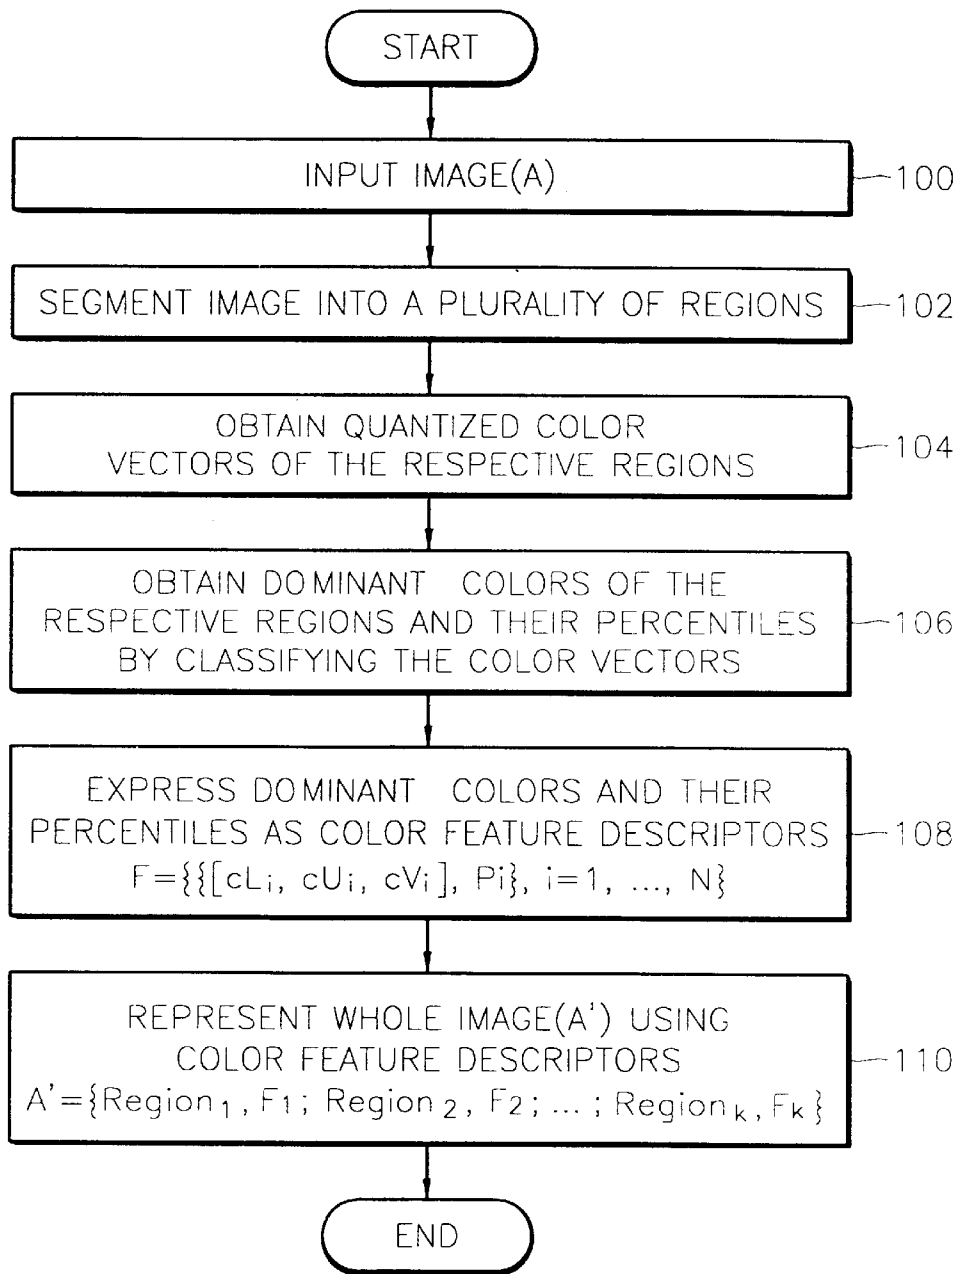 START
INPUT IMAGE(A)
100
SEGMENT IMAGE INTO A PLURALITY OF REGIONS
102
OBTAIN QUANTIZED COLOR
VECTORS OF THE RESPECTIVE REGIONS
104
OBTAIN DOMINANT COLORS OF THE
RESPECTIVE REGIONS AND THEIR PERCENTILES
BY CLASSIFYING THE COLOR VECTORS
106
EXPRESS DOMINANT COLORS AND THEIR
PERCENTILES AS COLOR FEATURE DESCRIPTORS
F={{[cLi, cUi, cVi], Pi}, i=1, ..., N}
108
REPRESENT WHOLE IMAGE(A') USING
COLOR FEATURE DESCRIPTORS
A'={Region1, F1; Region2, F2; ... ; Regionk, Fk}
110
END